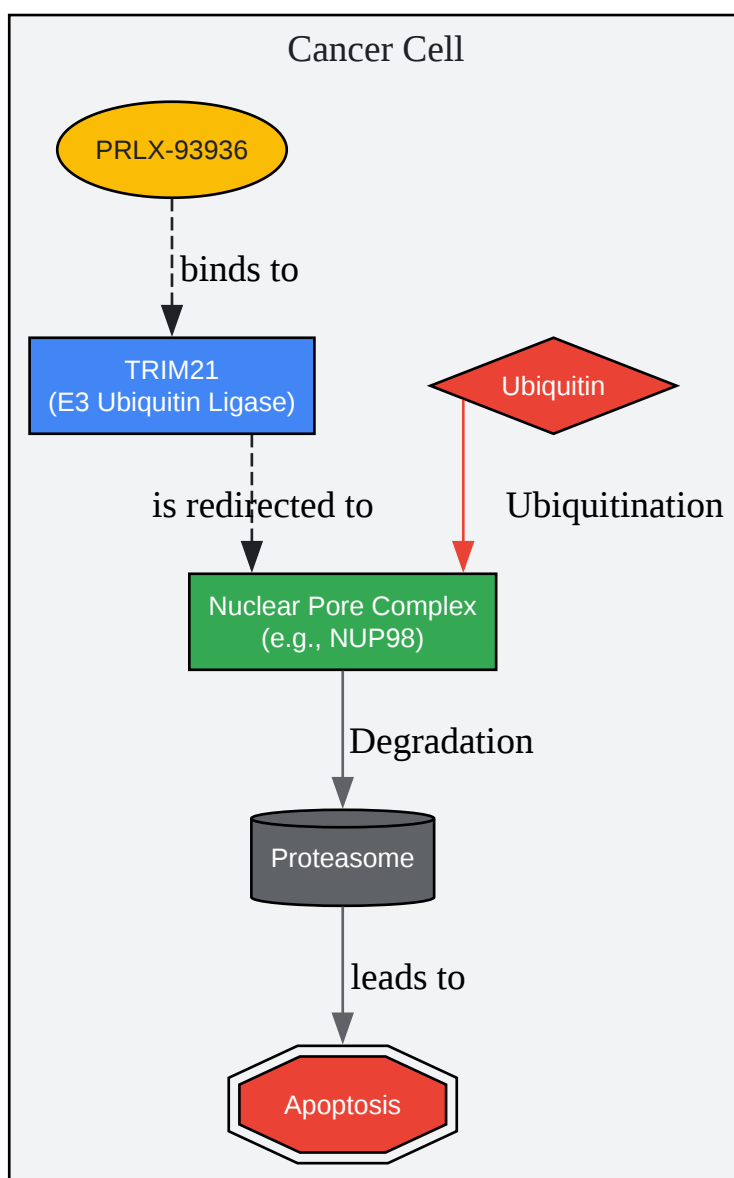 Cancer Cell
PRLX-93936
binds to
TRIM21
(E3 Ubiquitin Ligase)
Ubiquitin
is redirected to
Ubiquitination
Nuclear Pore Complex
(e.g., NUP98)
Degradation
Proteasome
leads to
Apoptosis